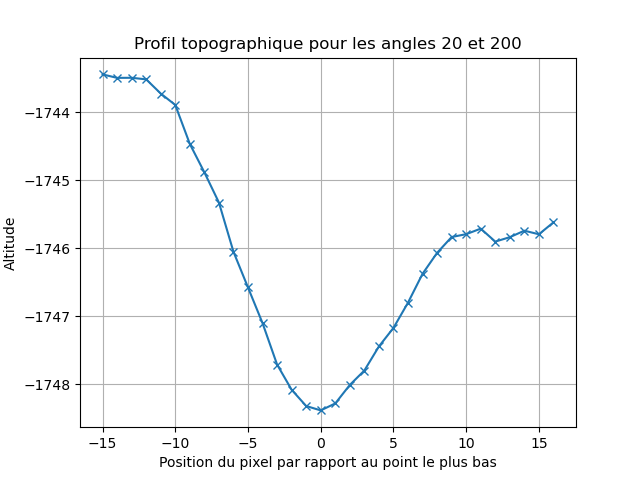 Profil topographique pour les angles 20 et 200
−1744
−1745
−1746
−1747
−1748
Altitude
−15 −10 −5 0 5 10 15
Position du pixel par rapport au point le plus bas